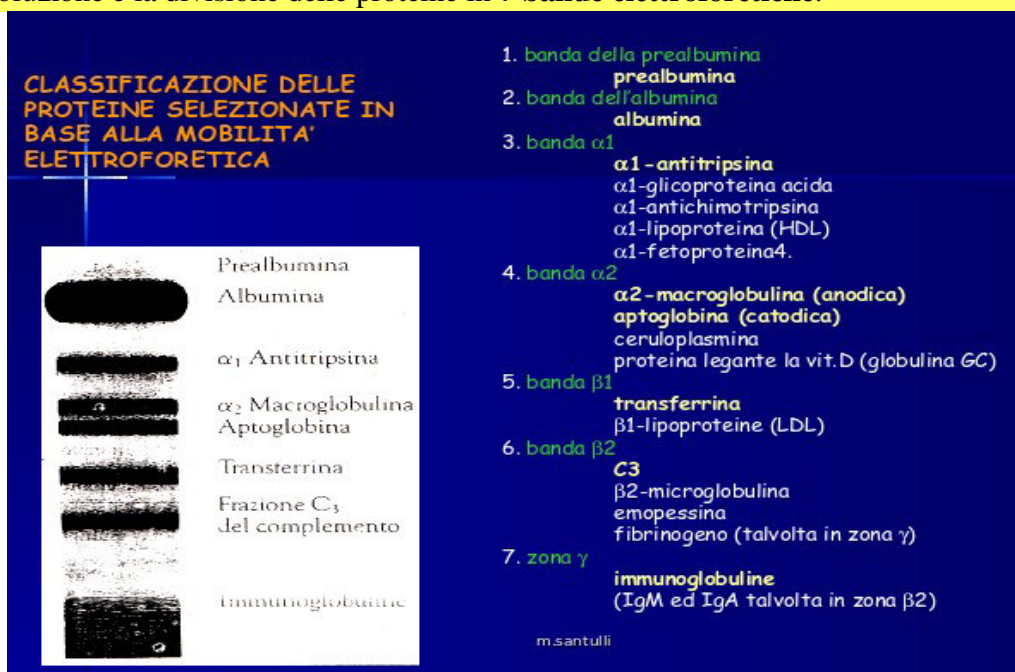 CLASSIFICAZIONE DELLE
PROTEINE SELEZIONATE IN
BASE ALLA MOBILITA'
ELETTROFORETICA
Prealbumina
Albumina
α1 Antitripsina
α2 Macroglobulina
Aptoglobina
Transferrina
Frazione C3
del complemento
Immunoglobuline
1. banda della prealbumina
prealbumina
2. banda dell'albumina
albumina
3. banda α1
α1-antitripsina
α1-glicoproteina acida
α1-antichimotripsina
α1-lipoproteina (HDL)
α1-fetoproteina4.
4. banda α2
α2-macroglobulina (anodica)
aptoglobina (catodica)
ceruloplasmina
proteina legante la vit.D (globulina GC)
5. banda β1
transferrina
β1-lipoproteine (LDL)
6. banda β2
C3
β2-microglobulina
emopessina
fibrinogeno (talvolta in zona γ)
7. zona γ
immunoglobuline
(IgM ed IgA talvolta in zona β2)
m.santulli